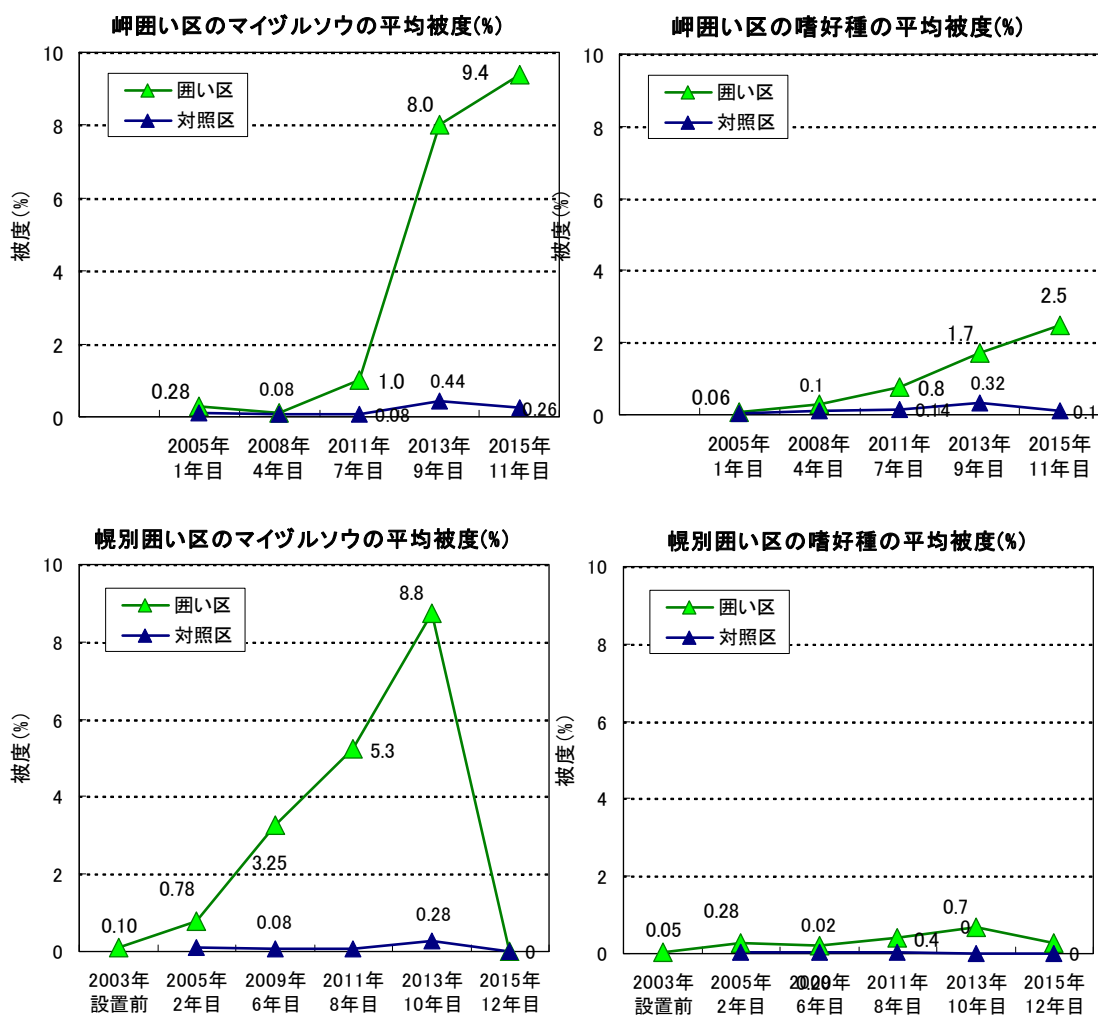 岬囲い区のマイヅルソウの平均被度(%)
10
8
6
4
2
0
被度(%)
囲い区
対照区
0.28
0.08
1.0
0.08
8.0
0.44
9.4
0.26
2005年 2008年 2011年 2013年 2015年
1年目 4年目 7年目 9年目 11年目
岬囲い区の嗜好種の平均被度(%)
10
8
6
4
2
0
被度(%)
囲い区
対照区
0.06
0.1
0.8
0.14
1.7
0.32
2.5
0.1
2005年 2008年 2011年 2013年 2015年
1年目 4年目 7年目 9年目 11年目
幌別囲い区のマイヅルソウの平均被度(%)
10
8
6
4
2
0
被度(%)
囲い区
対照区
0.10
0.78
3.25
0.08
5.3
8.8
0.28
0
2003年 2005年 2009年 2011年 2013年 2015年
設置前 2年目 6年目 8年目 10年目 12年目
幌別囲い区の嗜好種の平均被度(%)
10
8
6
4
2
0
被度(%)
囲い区
対照区
0.05
0.28
0.02
0.4
0.7
0
0
2003年 2005年 2009年 2011年 2013年 2015年
設置前 2年目 6年目 8年目 10年目 12年目